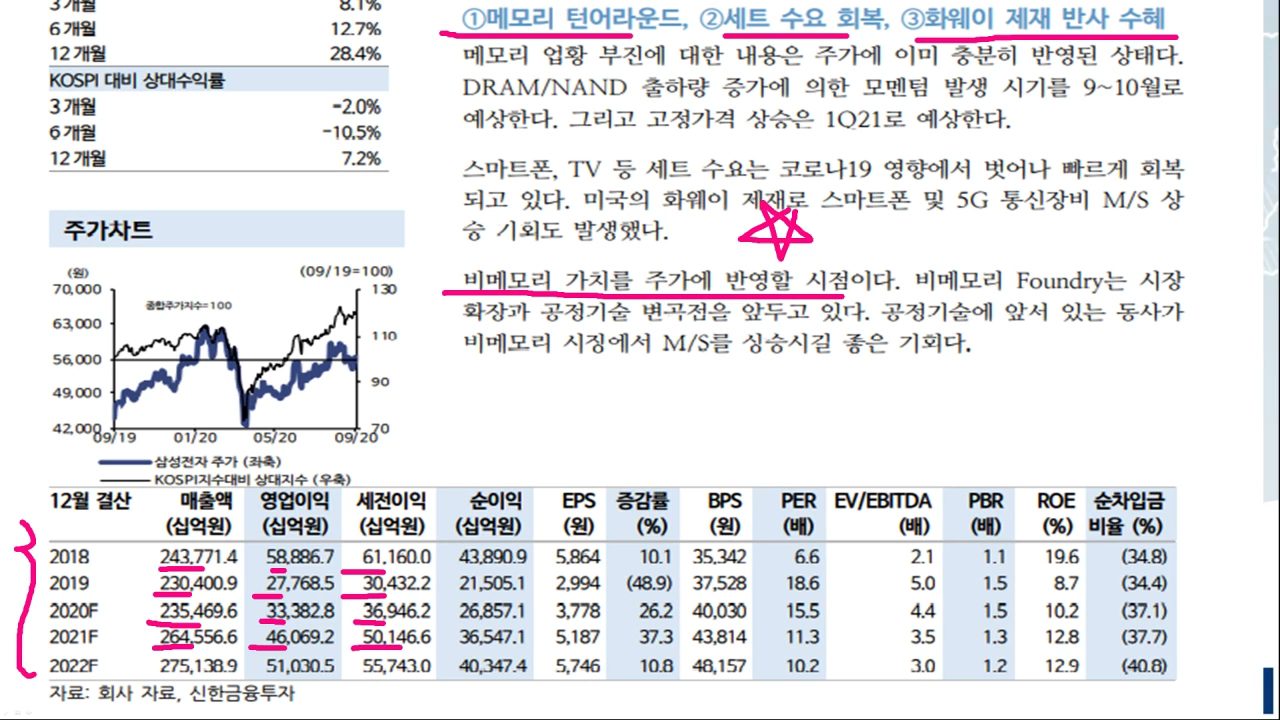 3개월 8.1%
6개월 12.7%
12개월 28.4%
KOSPI 대비 상대수익률
3개월 -2.0%
6개월 -10.5%
12개월 7.2%
주가차트
(원) (09/19=100)
70,000 130
종합주가지수=100
63,000
110
56,000
90
49,000
42,000 70
09/19 01/20 05/20 09/20
삼성전자 주가 (좌축)
KOSPI지수대비 상대지수 (우축)
①메모리 턴어라운드, ②세트 수요 회복, ③화웨이 제재 반사 수혜
메모리 업황 부진에 대한 내용은 주가에 이미 충분히 반영된 상태다.
DRAM/NAND 출하량 증가에 의한 모멘텀 발생 시기를 9~10월로
예상한다. 그리고 고정가격 상승은 1Q21로 예상한다.
스마트폰, TV 등 세트 수요는 코로나19 영향에서 벗어나 빠르게 회복
되고 있다. 미국의 화웨이 제재로 스마트폰 및 5G 통신장비 M/S 상
승 기회도 발생했다.
비메모리 가치를 주가에 반영할 시점이다. 비메모리 Foundry는 시장
확장과 공정기술 변곡점을 앞두고 있다. 공정기술에 앞서 있는 동사가
비메모리 시장에서 M/S를 상승시킬 좋은 기회다.
12월 결산 매출액 영업이익 세전이익 순이익 EPS 증감률 BPS PER EV/EBITDA PBR ROE 순차입금
(십억원) (십억원) (십억원) (십억원) (원) (%) (원) (배) (배) (배) (%) 비율 (%)
2018 243,771.4 58,886.7 61,160.0 43,890.9 5,864 10.1 35,342 6.6 2.1 1.1 19.6 (34.8)
2019 230,400.9 27,768.5 30,432.2 21,505.1 2,994 (48.9) 37,528 18.6 5.0 1.5 8.7 (34.4)
2020F 235,469.6 33,382.8 36,946.2 26,857.1 3,778 26.2 40,030 15.5 4.4 1.5 10.2 (37.1)
2021F 264,556.6 46,069.2 50,146.6 36,547.1 5,187 37.3 43,814 11.3 3.5 1.3 12.8 (37.7)
2022F 275,138.9 51,030.5 55,743.0 40,347.4 5,746 10.8 48,157 10.2 3.0 1.2 12.9 (40.8)
자료: 회사 자료, 신한금융투자